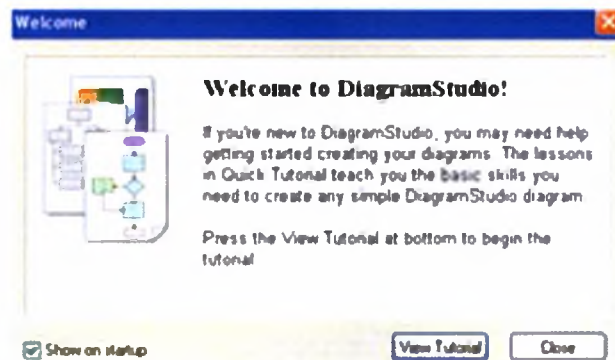 Welcome
Welcome to DiagramStudio!
If you're new to DiagramStudio, you may need help
getting started creating your diagrams. The lessons
in Quick Tutorial teach you the basic skills you
need to create any simple DiagramStudio diagram.
Press the View Tutorial at bottom to begin the
tutorial
Show on startup
View Tutorial
Close